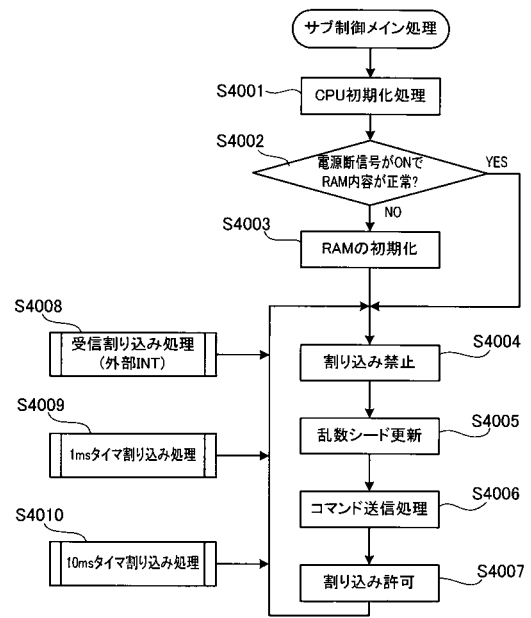 サブ制御メイン処理
S4001
CPU初期化処理
S4002
電源断信号がONで
RAM内容が正常?
YES
NO
S4003
RAMの初期化
S4008
受信割り込み処理
(外部INT)
S4004
割り込み禁止
S4009
1msタイマ割り込み処理
S4005
乱数シード更新
S4006
コマンド送信処理
S4010
10msタイマ割り込み処理
S4007
割り込み許可